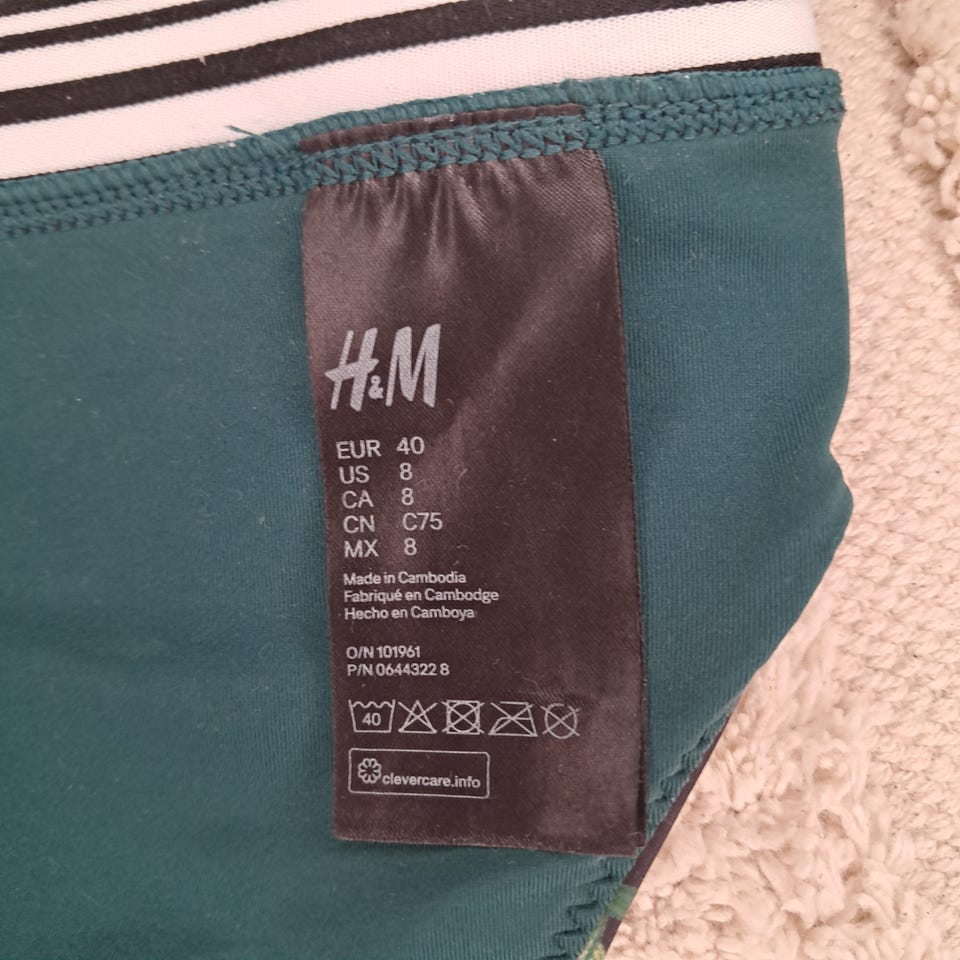 H&M
EUR 40
US 8
CA 8
CN C75
MX 8
Made in Cambodia
Fabriqué en Cambodge
Hecho en Camboya
O/N 101961
P/N 0644322 8
40
clevercare.info